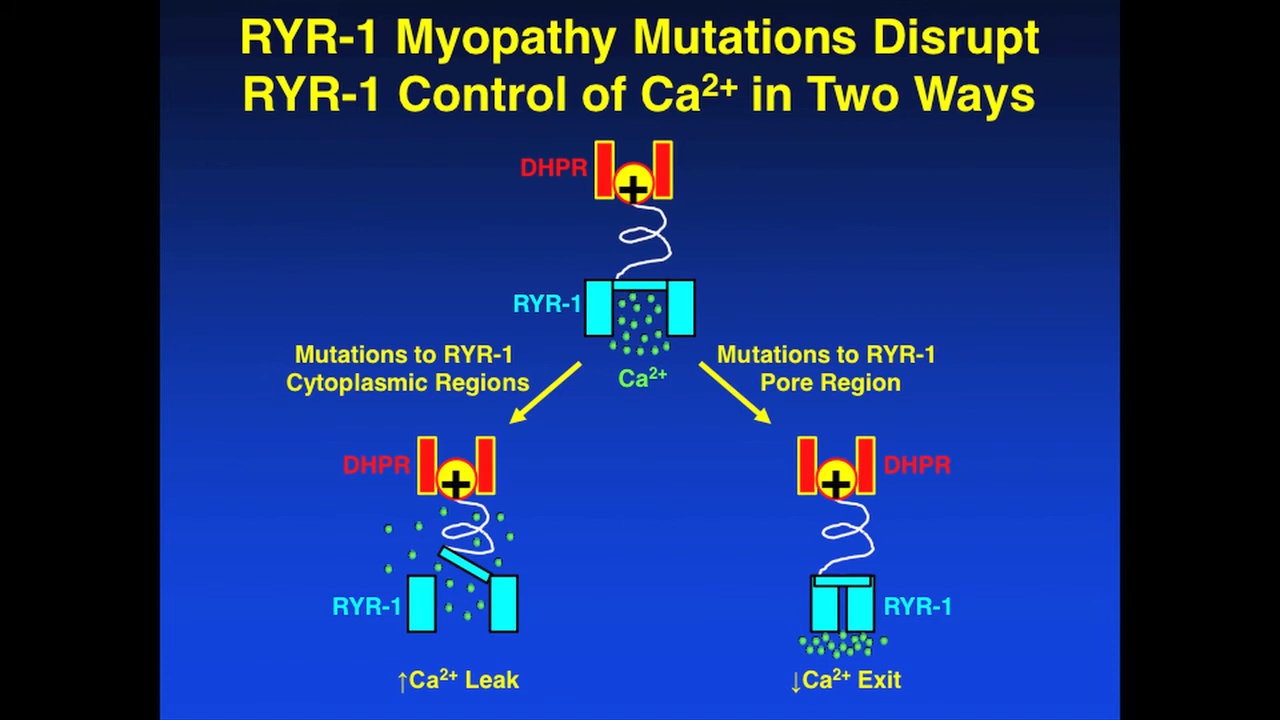 RYR-1 Myopathy Mutations Disrupt
RYR-1 Control of Ca²⁺ in Two Ways
DHPR
+
RYR-1
Mutations to RYR-1
Cytoplasmic Regions
Ca²⁺
Mutations to RYR-1
Pore Region
DHPR
+
RYR-1
↑Ca²⁺ Leak
+
DHPR
RYR-1
↓Ca²⁺ Exit